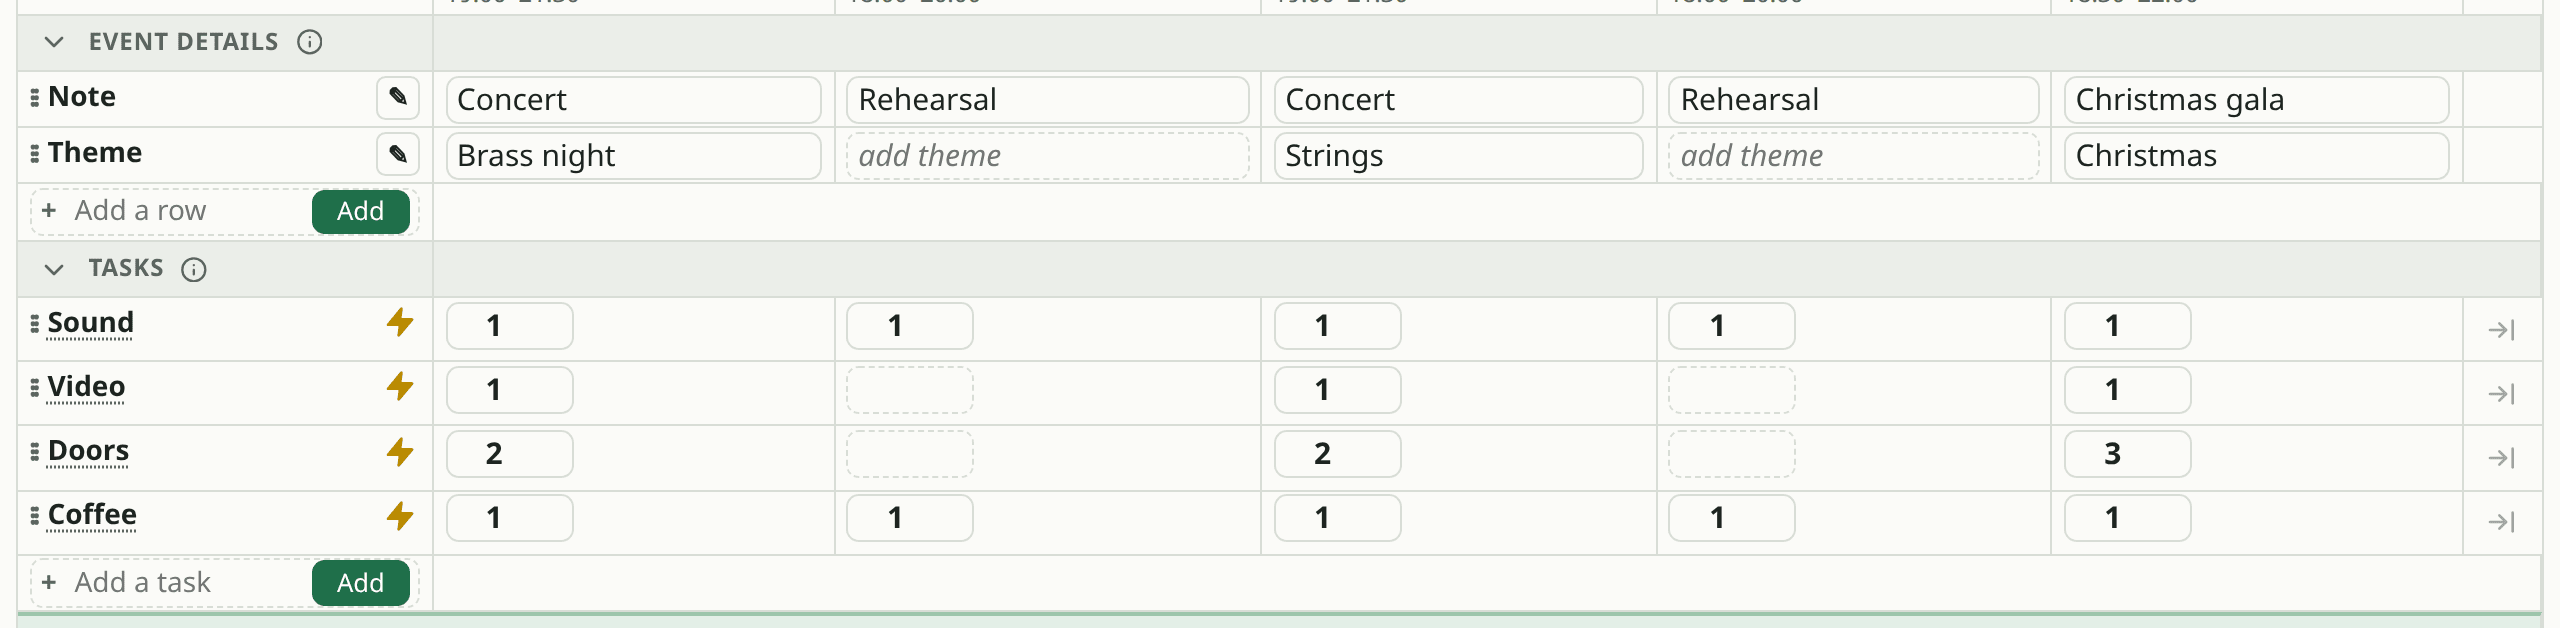 EVENT DETAILS
Note Concert Rehearsal Concert Rehearsal Christmas gala
Theme Brass night add theme Strings add theme Christmas
+ Add a row Add
TASKS
Sound 1 1 1 1 1
Video 1 1 1
Doors 2 2 3
Coffee 1 1 1 1 1
+ Add a task Add